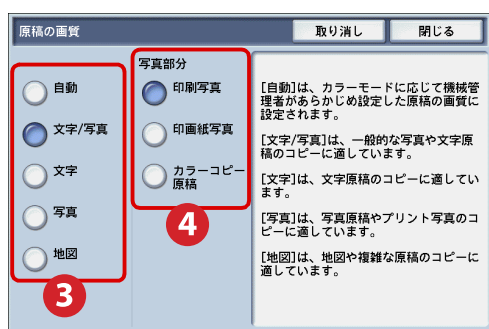 原稿の画質
取り消し
閉じる
自動
文字/写真
文字
写真
地図
3
写真部分
印刷写真
印画紙写真
カラーコピー
原稿
4
[自動]は、カラーモードに応じて機械管
理者があらかじめ設定した原稿の画質に
設定されます。
[文字/写真]は、一般的な写真や文字原
稿のコピーに適しています。
[文字]は、文字原稿のコピーに適してい
ます。
[写真]は、写真原稿やプリント写真のコ
ピーに適しています。
[地図]は、地図や複雑な原稿のコピーに
適しています。